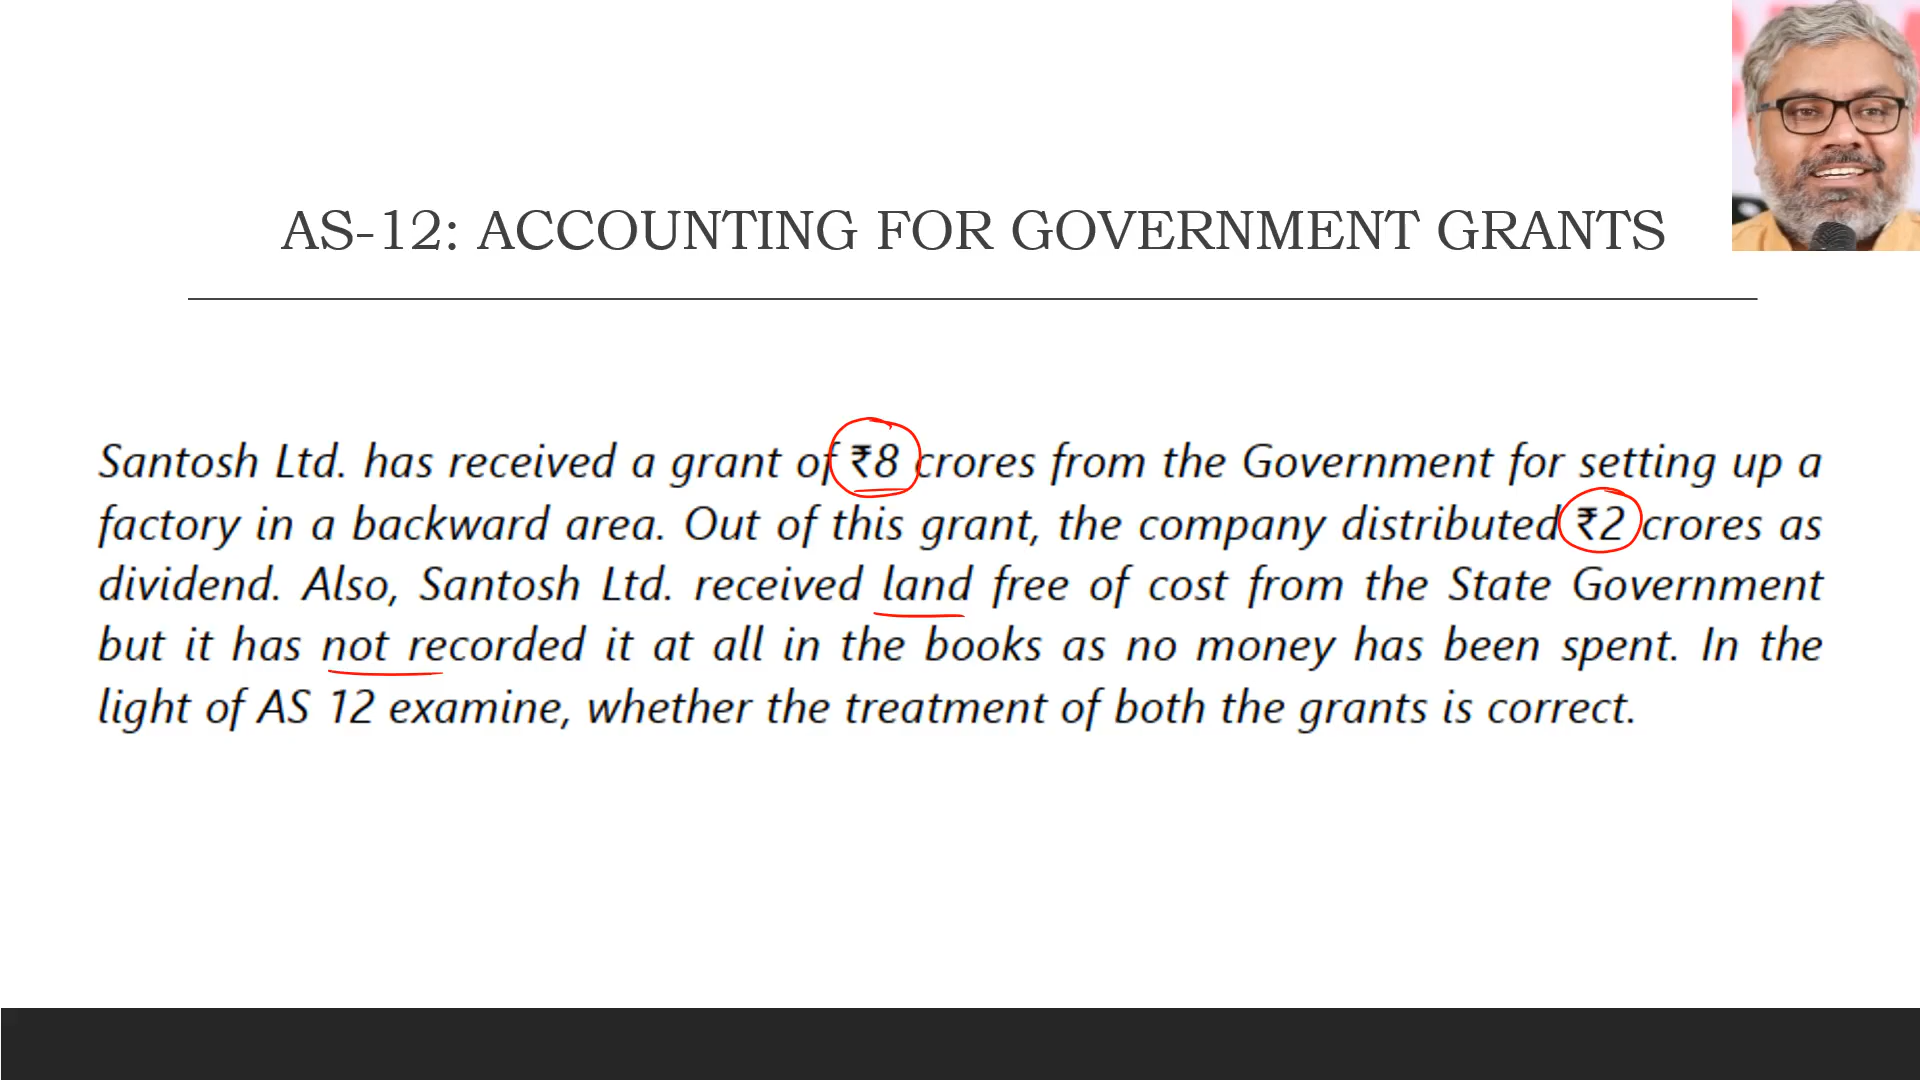 AS-12: ACCOUNTING FOR GOVERNMENT GRANTS
Santosh Ltd. has received a grant of ₹8 crores from the Government for setting up a
factory in a backward area. Out of this grant, the company distributed ₹2 crores as
dividend. Also, Santosh Ltd. received land free of cost from the State Government
but it has not recorded it at all in the books as no money has been spent. In the
light of AS 12 examine, whether the treatment of both the grants is correct.